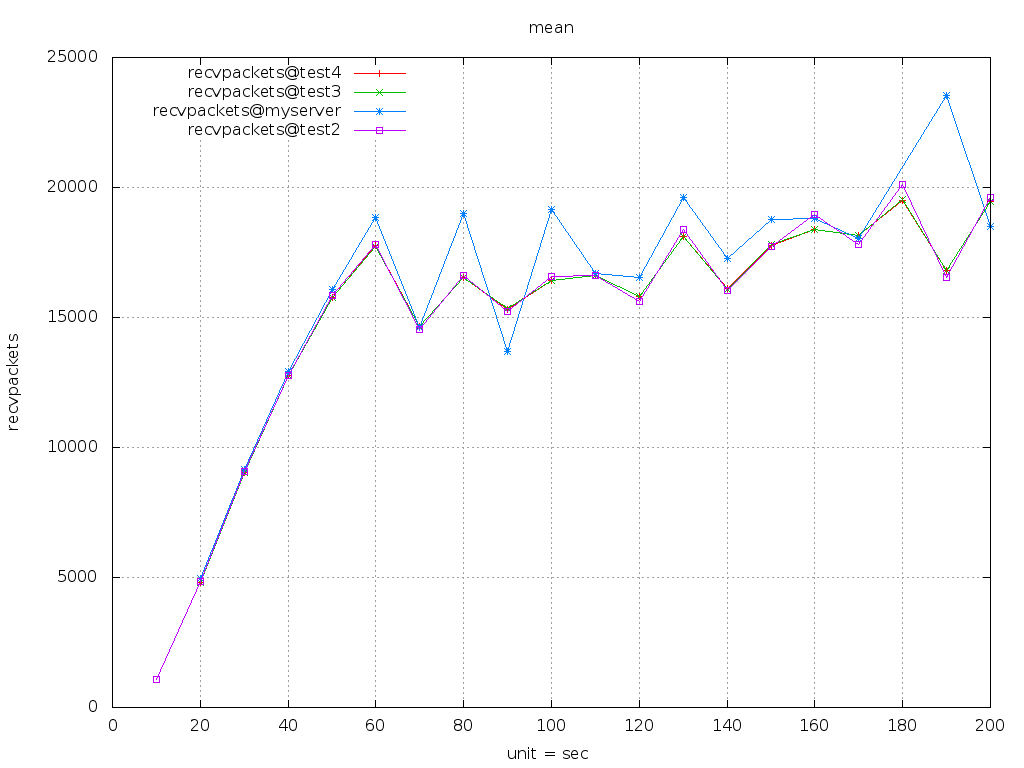 mean
25000
20000
15000
10000
5000
0
recvpackets
recvpackets@test4
recvpackets@test3
recvpackets@myserver
recvpackets@test2
0 20 40 60 80 100 120 140 160 180 200
unit = sec